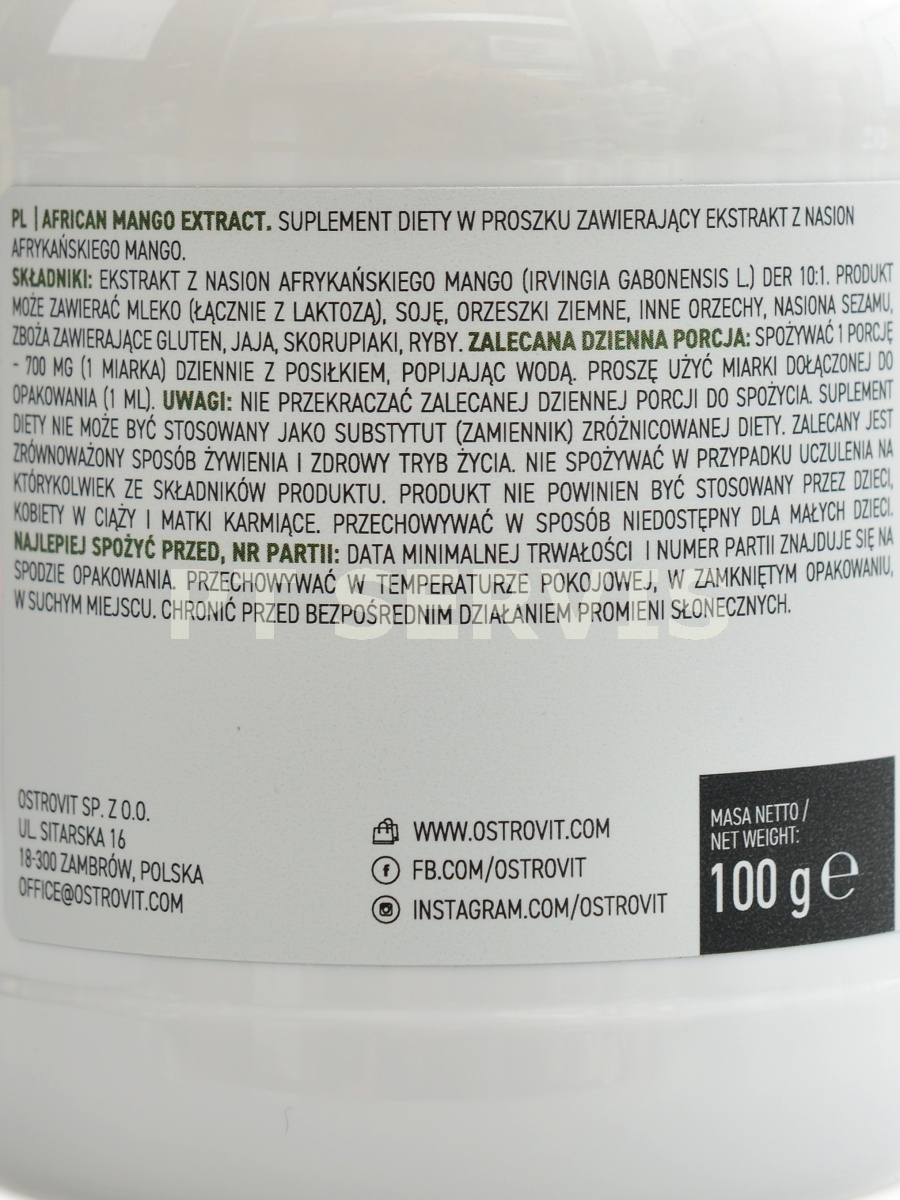 PL | AFRICAN MANGO EXTRACT. SUPLEMENT DIETY W PROSZKU ZAWIERAJĄCY EKSTRAKT Z NASION
AFRYKAŃSKIEGO MANGO.
SKŁADNIKI: EKSTRAKT Z NASION AFRYKAŃSKIEGO MANGO (IRVINGIA GABONENSIS L.) DER 10:1. PRODUKT
MOŻE ZAWIERAĆ MLEKO (ŁĄCZNIE Z LAKTOZĄ), SOJĘ, ORZESZKI ZIEMNE, INNE ORZECHY, NASIONA SEZAMU,
ZBOŻA ZAWIERAJĄCE GLUTEN, JAJA, SKORUPIAKI, RYBY. ZALECANA DZIENNA PORCJA: SPOŻYWAĆ 1 PORCJĘ
- 700 MG (1 MIARKA) DZIENNIE Z POSIŁKIEM, POPIJAJĄC WODĄ. PROSZĘ UŻYĆ MIARKI DOŁĄCZONEJ DO
OPAKOWANIA (1 ML). UWAGI: NIE PRZEKRACZAĆ ZALECANEJ DZIENNEJ PORCJI DO SPOŻYCIA. SUPLEMENT
DIETY NIE MOŻE BYĆ STOSOWANY JAKO SUBSTYTUT (ZAMIENNIK) ZRÓŻNICOWANEJ DIETY. ZALECANY JEST
ZRÓWNOWAŻONY SPOSÓB ŻYWIENIA I ZDROWY TRYB ŻYCIA. NIE SPOŻYWAĆ W PRZYPADKU UCZULENIA NA
KTÓRYKOLWIEK ZE SKŁADNIKÓW PRODUKTU. PRODUKT NIE POWINIEN BYĆ STOSOWANY PRZEZ DZIECI,
KOBIETY W CIĄŻY I MATKI KARMIĄCE. PRZECHOWYWAĆ W SPOSÓB NIEDOSTĘPNY DLA MAŁYCH DZIECI.
NAJLEPIEJ SPOŻYĆ PRZED, NR PARTII: DATA MINIMALNEJ TRWAŁOŚCI I NUMER PARTII ZNAJDUJE SIĘ NA
SPODZIE OPAKOWANIA. PRZECHOWYWAĆ W TEMPERATURZE POKOJOWEJ, W ZAMKNIĘTYM OPAKOWANIU,
W SUCHYM MIEJSCU. CHRONIĆ PRZED BEZPOŚREDNIM DZIAŁANIEM PROMIENI SŁONECZNYCH.
TT SERVIS
OSTROVIT SP. Z O.O.
UL. SITARSKA 16
18-300 ZAMBRÓW, POLSKA
OFFICE@OSTROVIT.COM
WWW.OSTROVIT.COM
FB.COM/OSTROVIT
INSTAGRAM.COM/OSTROVIT
MASA NETTO /
NET WEIGHT:
100 g ℮